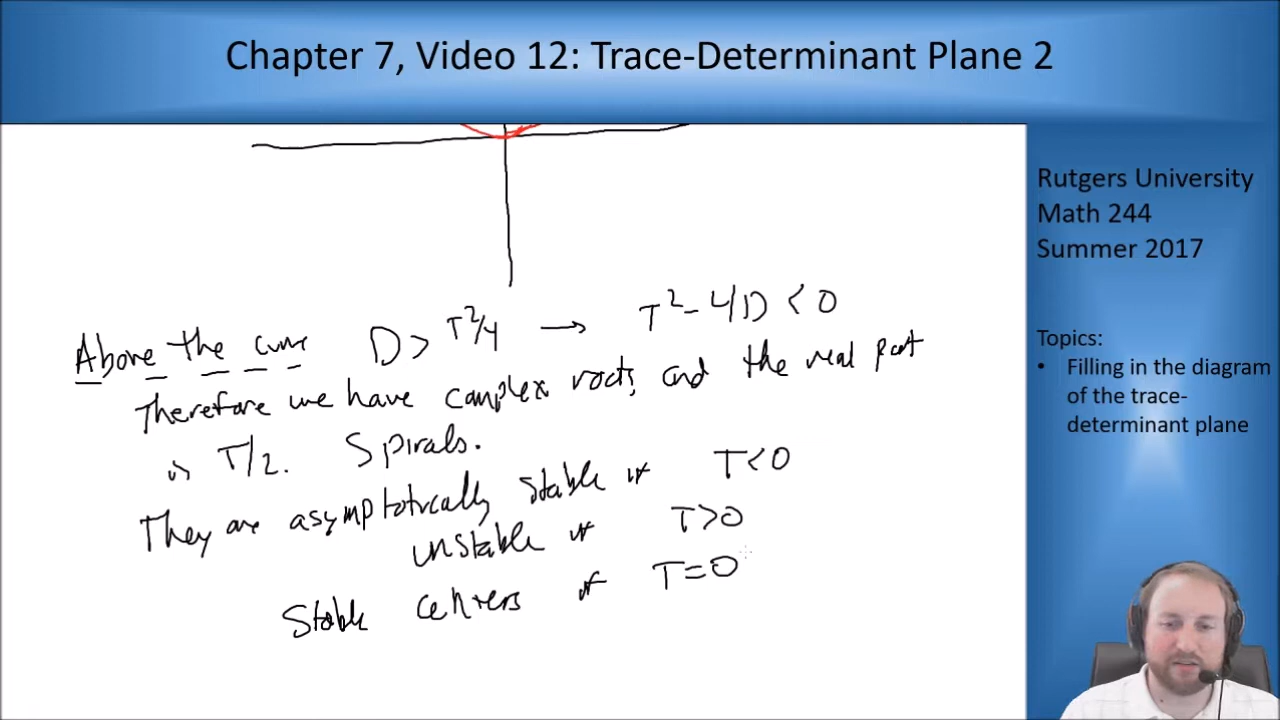 Chapter 7, Video 12: Trace-Determinant Plane 2
Above the curve D > T²/4 → T² - 4D < 0
Therefore we have complex roots, and the real part
is T/2. Spirals.
They are asymptotically stable if T<0
unstable if T>0
Stable centers if T=0
Rutgers University
Math 244
Summer 2017
Topics:
• Filling in the diagram
of the trace-
determinant plane